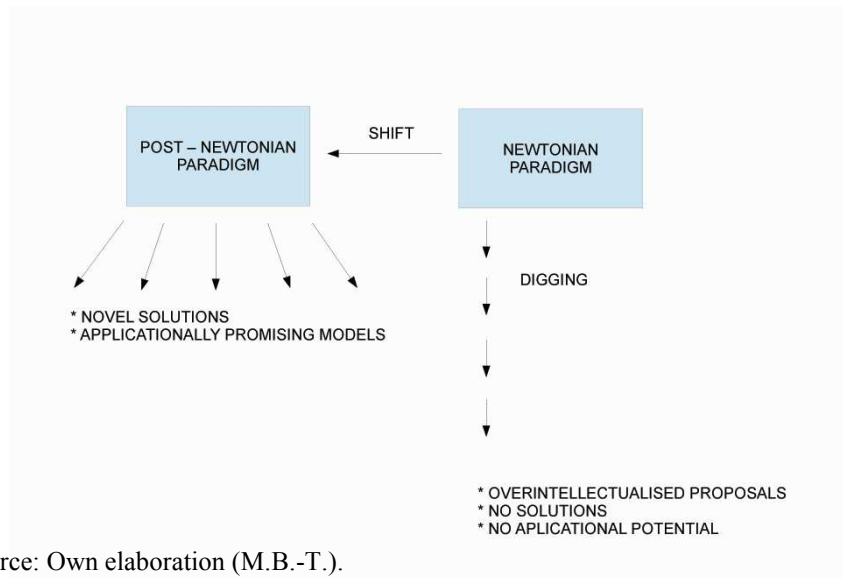 POST – NEWTONIAN
PARADIGM
SHIFT
NEWTONIAN
PARADIGM
DIGGING
* NOVEL SOLUTIONS
* APPLICATIONALLY PROMISING MODELS
* OVERINTELLECTUALISED PROPOSALS
* NO SOLUTIONS
* NO APLICATIONAL POTENTIAL
rce: Own elaboration (M.B.-T.).